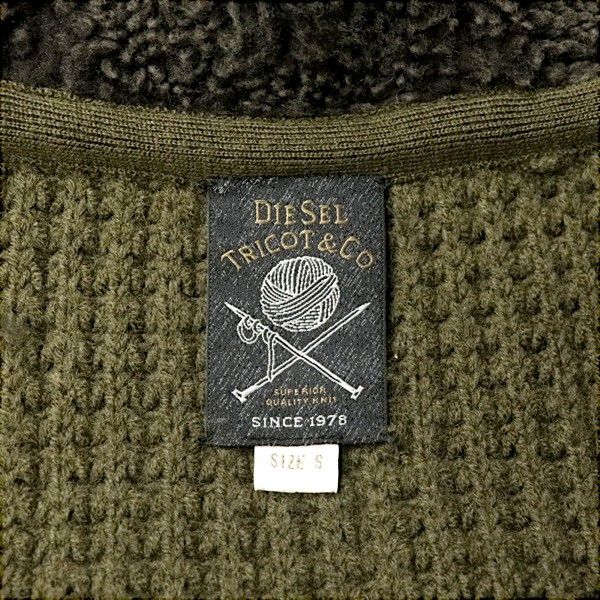 DIESEL
TRICOT & CO
SUPERIOR
QUALITY KNIT
SINCE 1978
SIZE S